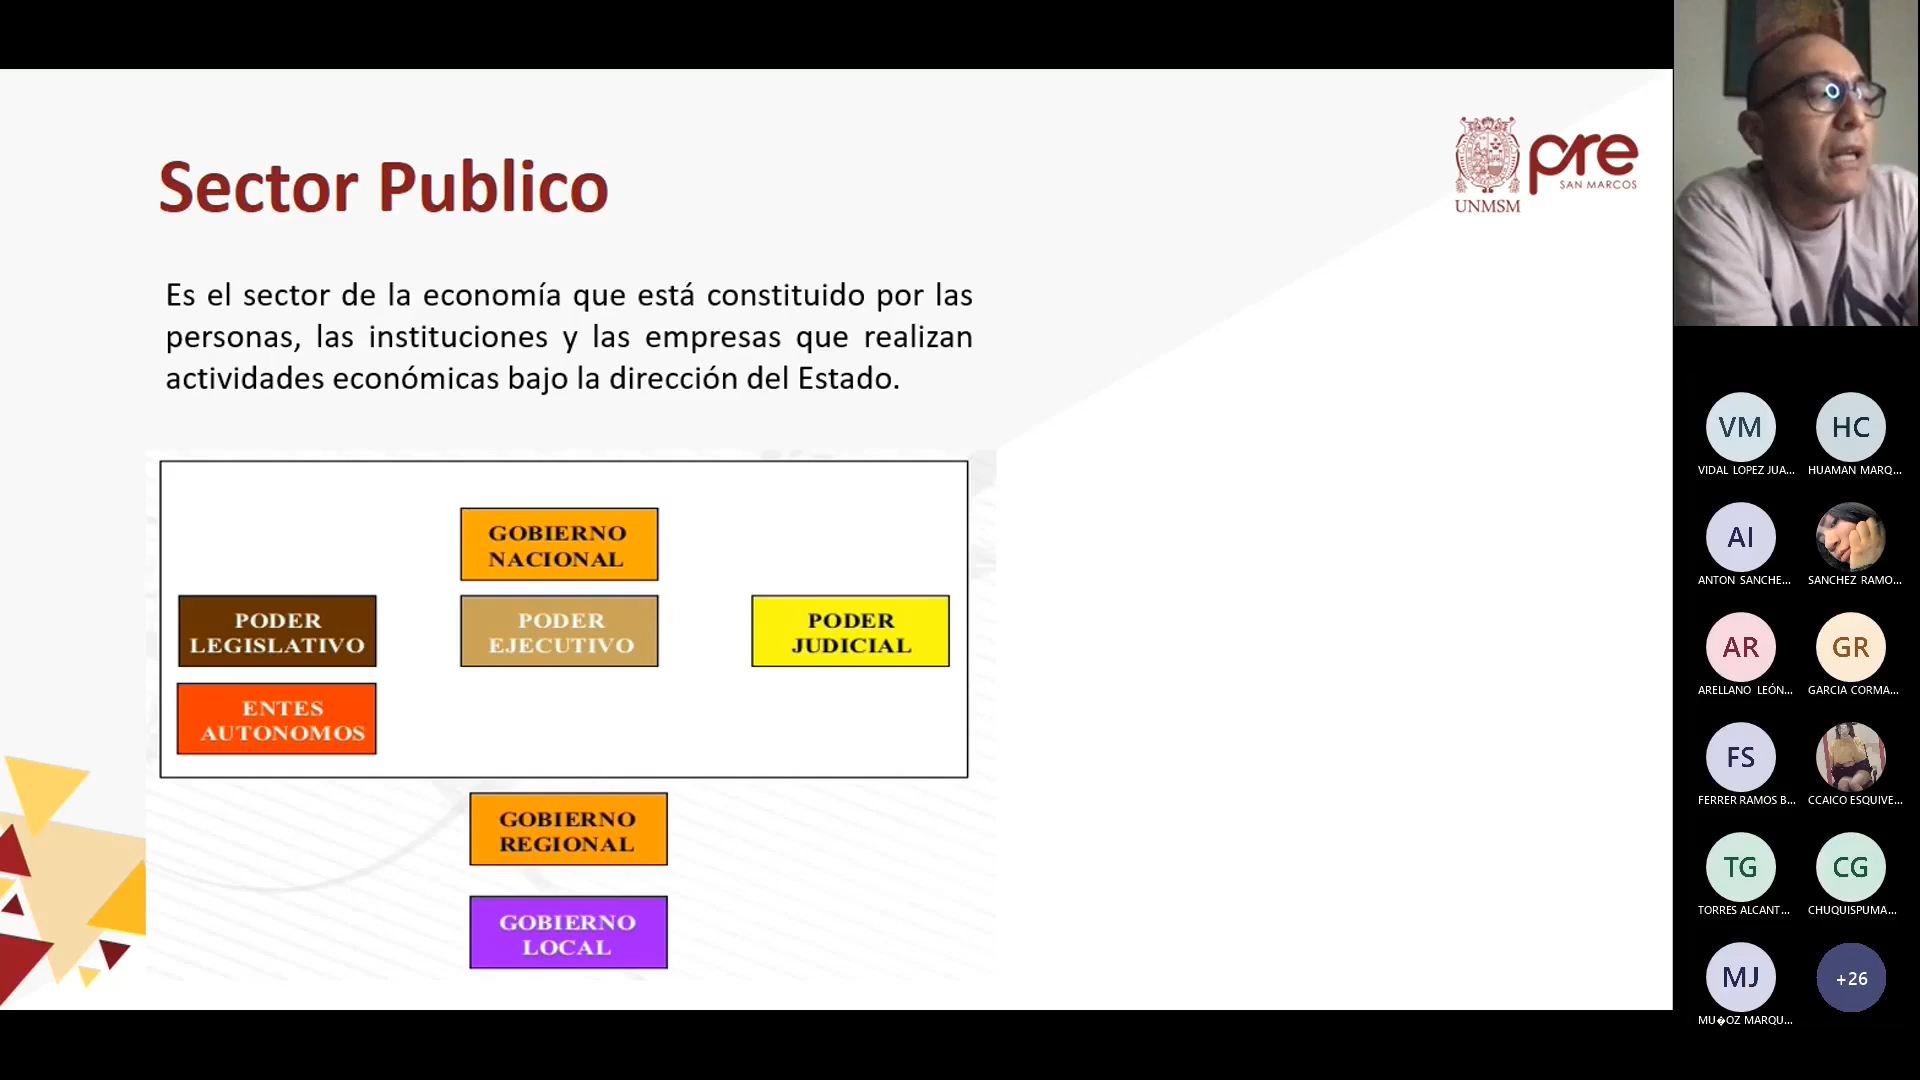 Sector Publico
UNMSM
pre
SAN MARCOS
Es el sector de la economía que está constituido por las
personas, las instituciones y las empresas que realizan
actividades económicas bajo la dirección del Estado.
GOBIERNO
NACIONAL
PODER
LEGISLATIVO
PODER
EJECUTIVO
PODER
JUDICIAL
ENTES
AUTONOMOS
GOBIERNO
REGIONAL
GOBIERNO
LOCAL
VM
VIDAL LOPEZ JUA...
HC
HUAMAN MARQ...
AI
ANTON SANCHE...
SANCHEZ RAMO...
AR
ARELLANO LEÓN...
GR
GARCIA CORMA...
FS
FERRER RAMOS B...
CCAICO ESQUIVE...
TG
TORRES ALCANT...
CG
CHUQUISPUMA...
MJ
MU�OZ MARQU...
+26